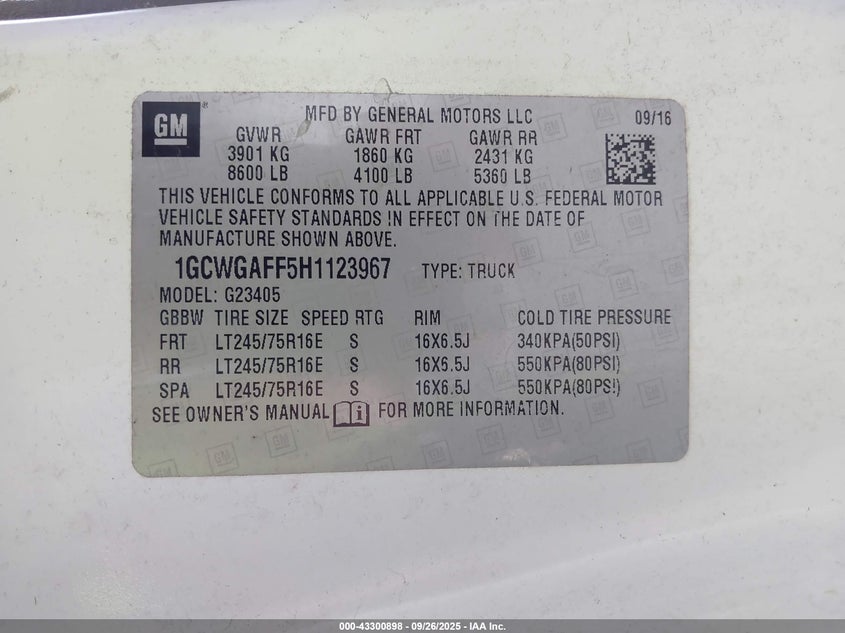 GM
MFD BY GENERAL MOTORS LLC 09/16
GVWR GAWR FRT GAWR RR
3901 KG 1860 KG 2431 KG
8600 LB 4100 LB 5360 LB
THIS VEHICLE CONFORMS TO ALL APPLICABLE U.S. FEDERAL MOTOR
VEHICLE SAFETY STANDARDS IN EFFECT ON THE DATE OF
MANUFACTURE SHOWN ABOVE.
1GCWGAFF5H1123967 TYPE: TRUCK
MODEL: G23405
GBBW TIRE SIZE SPEED RTG RIM COLD TIRE PRESSURE
FRT LT245/75R16E S 16X6.5J 340KPA(50PSI)
RR LT245/75R16E S 16X6.5J 550KPA(80PSI)
SPA LT245/75R16E S 16X6.5J 550KPA(80PSI)
SEE OWNER'S MANUAL i FOR MORE INFORMATION.
000-43300898 - 09/26/2025 - IAA Inc.